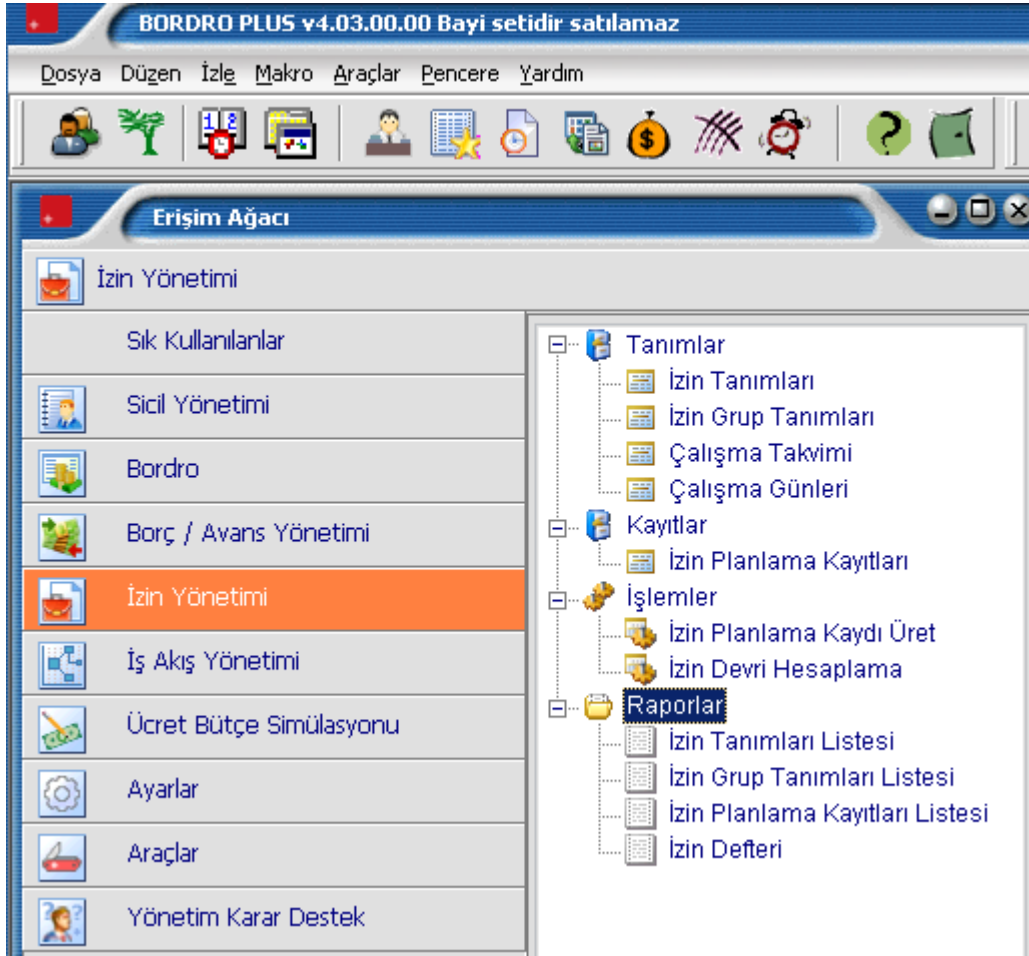 BORDRO PLUS v4.03.00.00 Bayi setidir satılamaz
Dosya Düzen İzle Makro Araçlar Pencere Yardım
Erişim Ağacı
İzin Yönetimi
Sık Kullanılanlar
Sicil Yönetimi
Bordro
Borç / Avans Yönetimi
İzin Yönetimi
İş Akış Yönetimi
Ücret Bütçe Simülasyonu
Ayarlar
Araçlar
Yönetim Karar Destek
Tanımlar
İzin Tanımları
İzin Grup Tanımları
Çalışma Takvimi
Çalışma Günleri
Kayıtlar
İzin Planlama Kayıtları
İşlemler
İzin Planlama Kaydı Üret
İzin Devri Hesaplama
Raporlar
İzin Tanımları Listesi
İzin Grup Tanımları Listesi
İzin Planlama Kayıtları Listesi
İzin Defteri